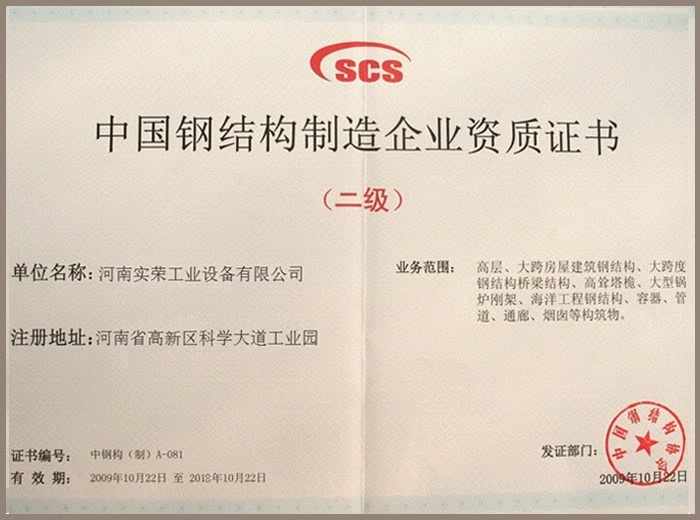 SCS
中国钢结构制造企业资质证书
（二级）
单位名称：河南实荣工业设备有限公司
注册地址：河南省高新区科学大道工业园
业务范围：高层、大跨房屋建筑钢结构、大跨度
钢结构桥梁结构、高耸塔桅、大型锅
炉刚架、海洋工程钢结构、容器、管
道、通廊、烟囱等构筑物。
证书编号：中钢构（制）A-081
有效期：2009年10月22日 至 2018年10月22日
发证部门：
中国钢结构协会
2009年10月22日